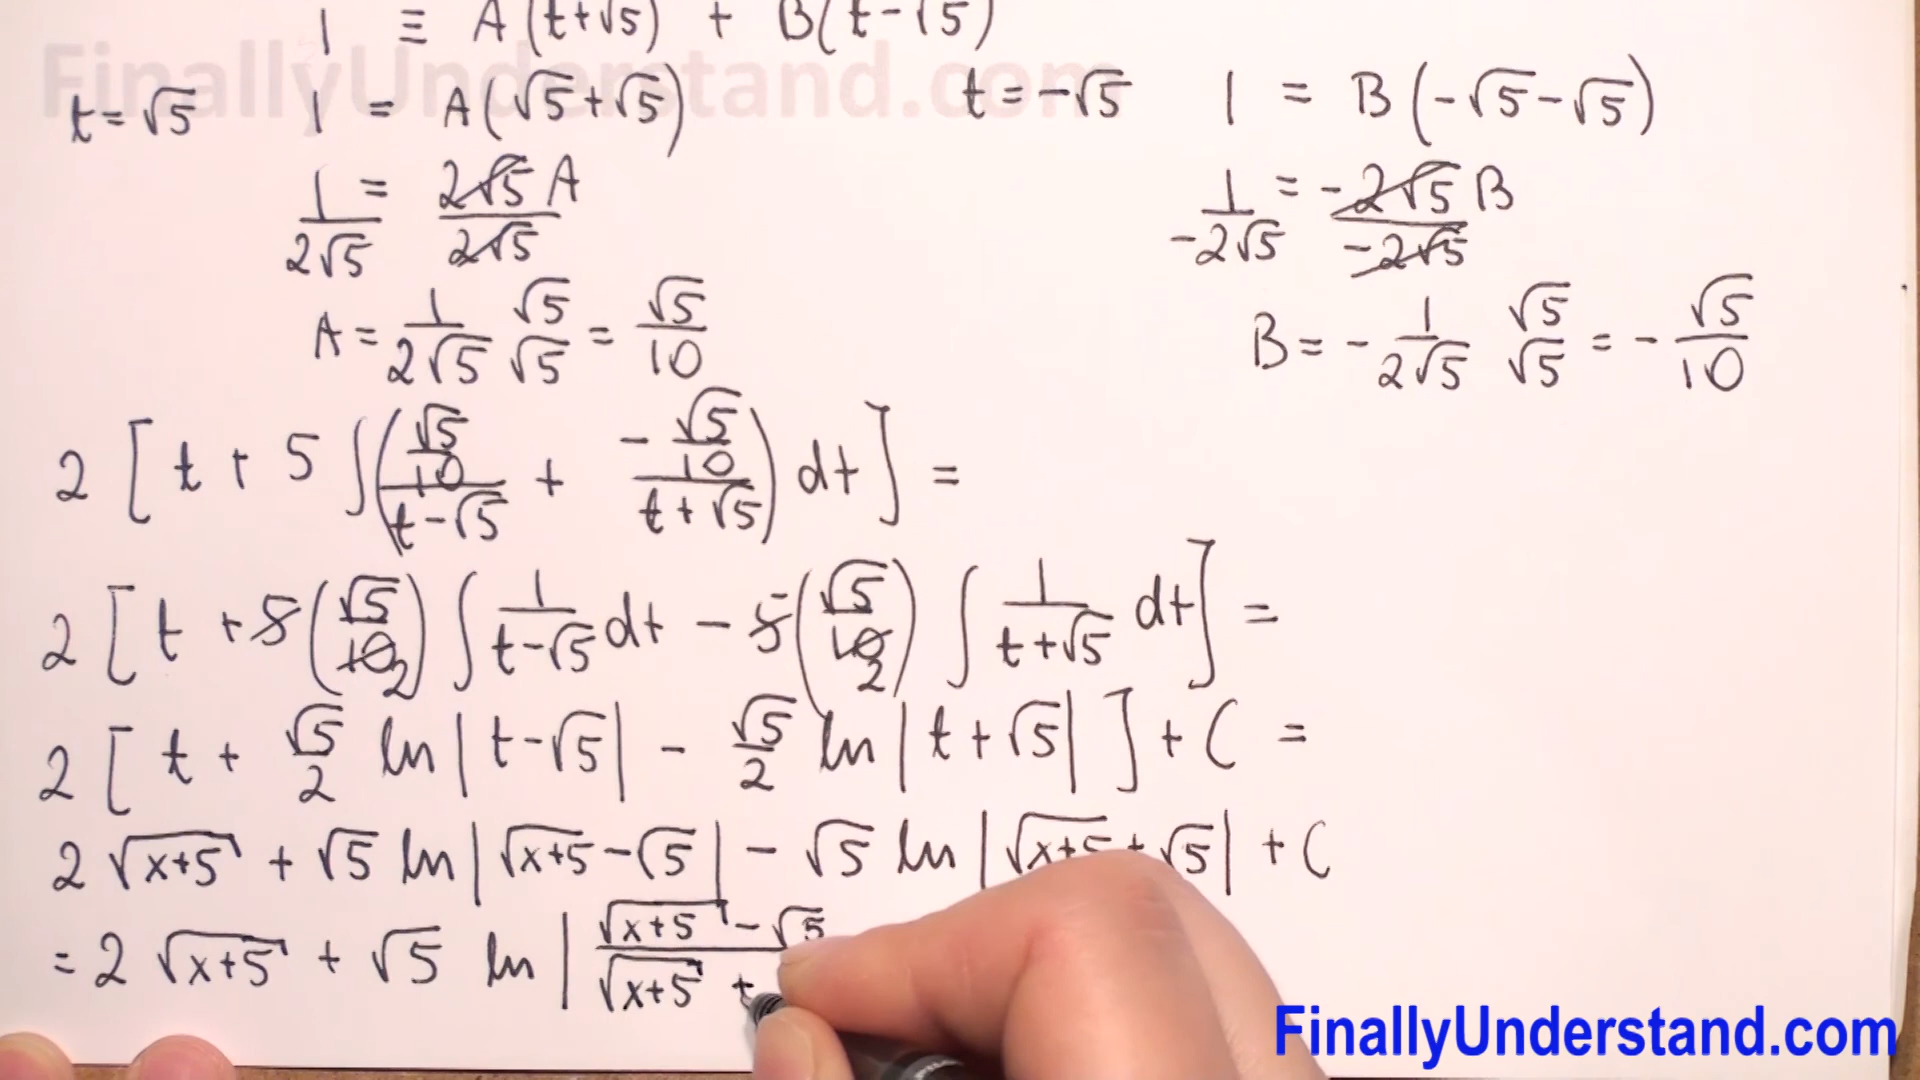 1 ≡ A(t+√5) + B(t-√5)
FinallyUnderstand.com
t=√5 1 = A(√5+√5) t=-√5 1 = B(-√5-√5)
1/(2√5) = (2√5 A)/(2√5) 1/(-2√5) = (-2√5 B)/(-2√5)
A = 1/(2√5) √5/√5 = √5/10 B = -1/(2√5) √5/√5 = -√5/10
2[t+5∫((√5/10)/(t-√5) + (-√5/10)/(t+√5))dt] =
2[t+5(√5/10 2)∫1/(t-√5)dt - 5(√5/10 2)∫1/(t+√5)dt] =
2[t+√5/2 ln|t-√5| - √5/2 ln|t+√5|]+C =
2√(x+5) + √5 ln|√(x+5)-√5| - √5 ln|√(x+5)+√5| + C
= 2√(x+5) + √5 ln|(√(x+5)-√5)/(√(x+5) +
FinallyUnderstand.com